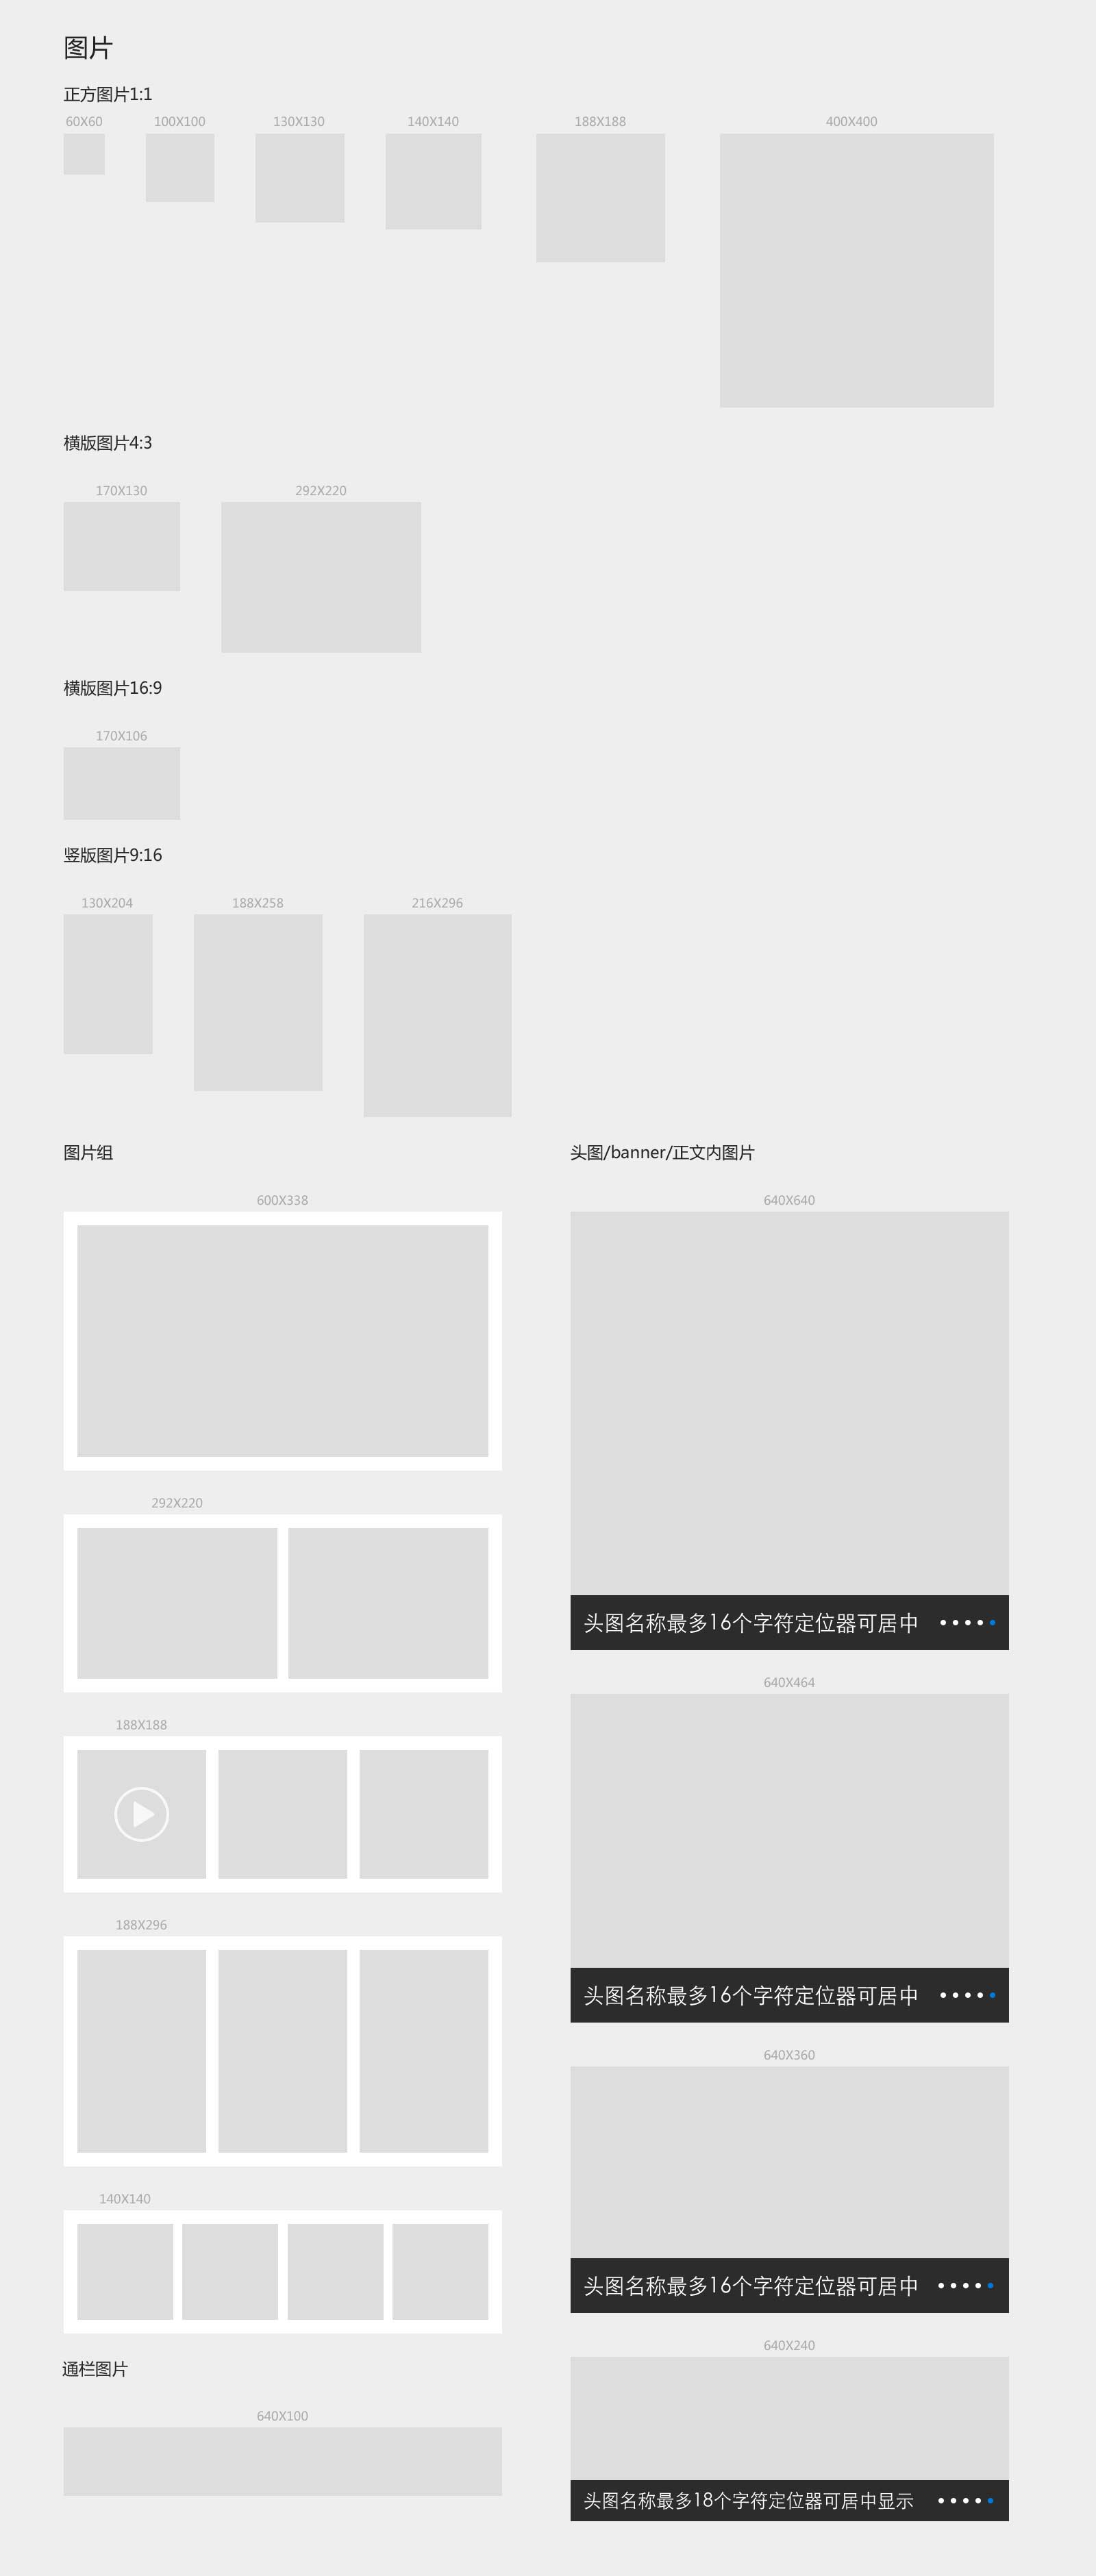 图片
正方图片1:1
60X60 100X100 130X130 140X140 188X188 400X400
横版图片4:3
170X130 292X220
横版图片16:9
170X106
竖版图片9:16
130X204 188X258 216X296
图片组
600X338
292X220
188X188
188X296
140X140
通栏图片
640X100
头图/banner/正文内图片
640X640
头图名称最多16个字符定位器可居中
640X464
头图名称最多16个字符定位器可居中
640X360
头图名称最多16个字符定位器可居中
640X240
头图名称最多18个字符定位器可居中显示